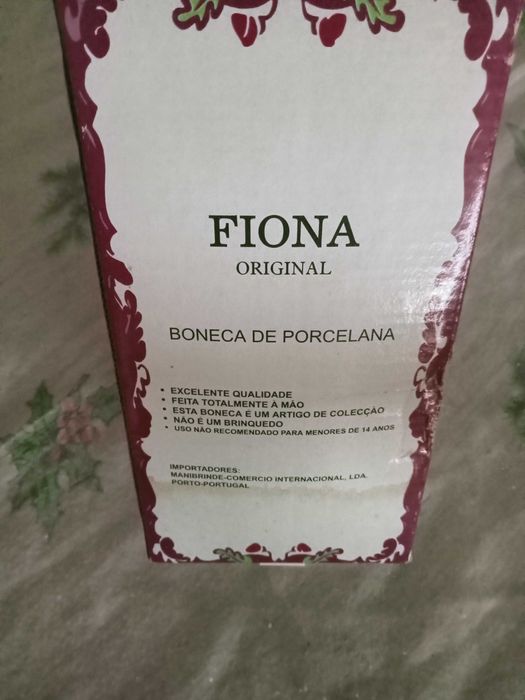 FIONA
ORIGINAL
BONECA DE PORCELANA
• EXCELENTE QUALIDADE
• FEITA TOTALMENTE A MÃO
• ESTA BONECA É UM ARTIGO DE COLECÇÃO
• NÃO É UM BRINQUEDO
• USO NÃO RECOMENDADO PARA MENORES DE 14 ANOS
IMPORTADORES:
MANIBRINDE-COMERCIO INTERNACIONAL, LDA.
PORTO-PORTUGAL